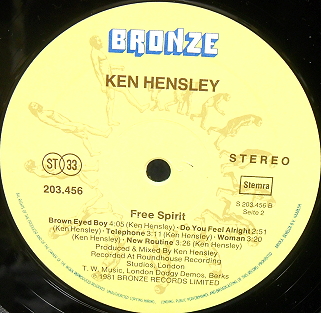 BRONZE
KEN HENSLEY
ST 33
STEREO
203.456
Stemra
S 203.456 B
Seite 2
Free Spirit
Brown Eyed Boy 4:05 (Ken Hensley) · Do You Feel Alright 2:51
(Ken Hensley) · Telephone 3:11 (Ken Hensley) · Woman 3:20
(Ken Hensley) · New Routine 3:26 (Ken Hensley)
Produced & Mixed By Ken Hensley
Recorded At Roundhouse Recording
Studios, London
T. W. Music, London Dodgy Demos, Berks
℗ 1981 BRONZE RECORDS LIMITED